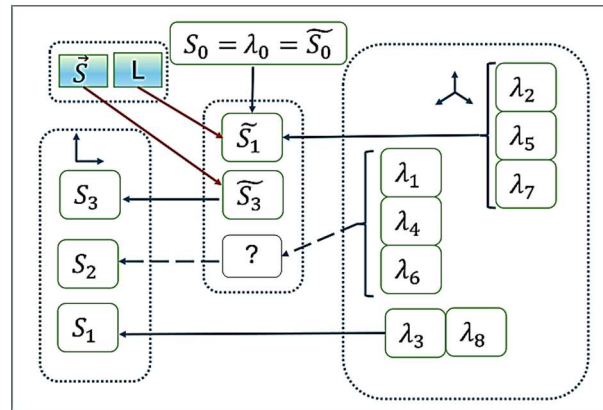 S₀ = λ₀ = S̃₀
S⃗ L
S̃₁
S̃₃
?
S₃
S₂
S₁
λ₂
λ₅
λ₇
λ₁
λ₄
λ₆
λ₃ λ₈